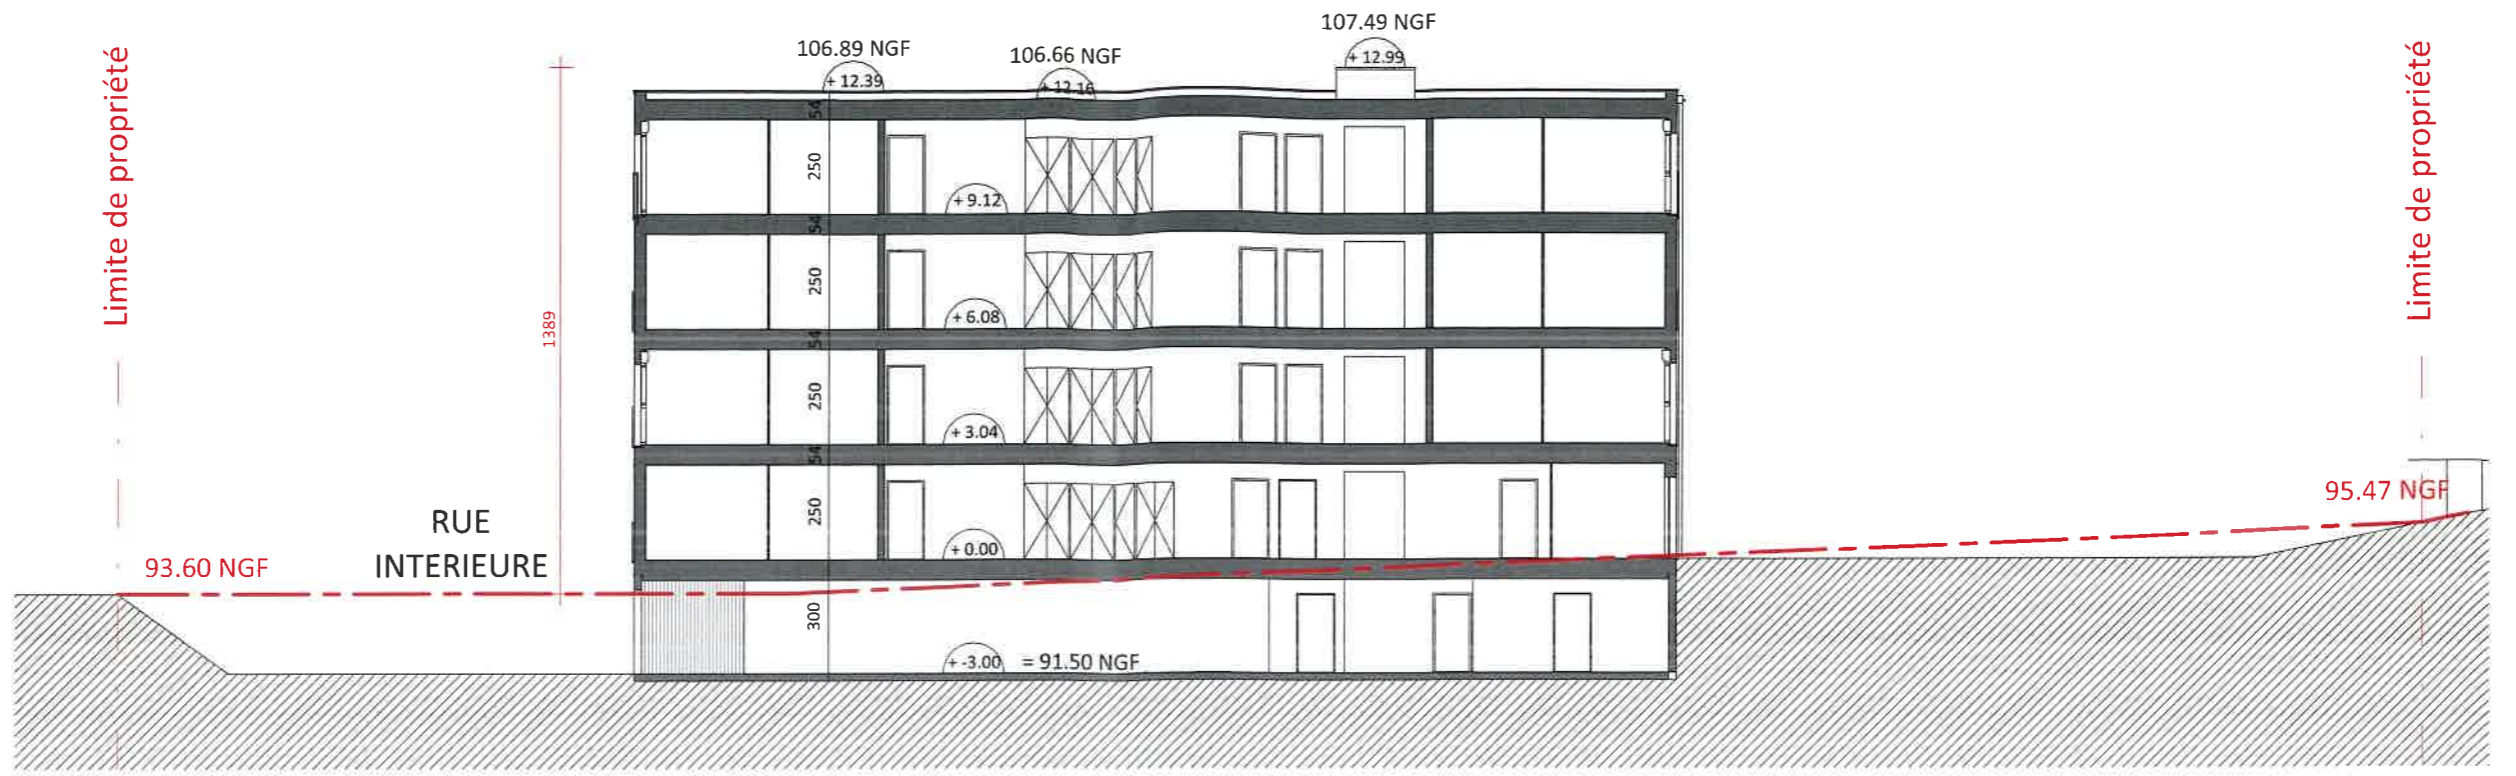 107.49 NGF
+ 12.99
106.89 NGF
+ 12.39
106.66 NGF
+ 12.16
Limite de propriété
Limite de propriété
54
250
+ 9.12
54
250
+ 6.08
1389
54
250
+ 3.04
54
250
+ 0.00
RUE
INTERIEURE
93.60 NGF
95.47 NGF
300
+ -3.00 = 91.50 NGF